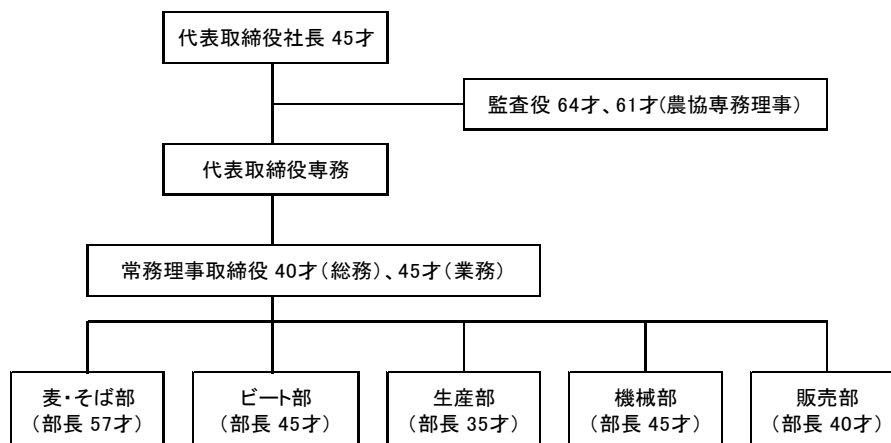 代表取締役社長 45才
監査役 64才、61才(農協専務理事)
代表取締役専務
常務理事取締役 40才(総務)、45才(業務)
麦・そば部
(部長 57才)
ビート部
(部長 45才)
生産部
(部長 35才)
機械部
(部長 45才)
販売部
(部長 40才)